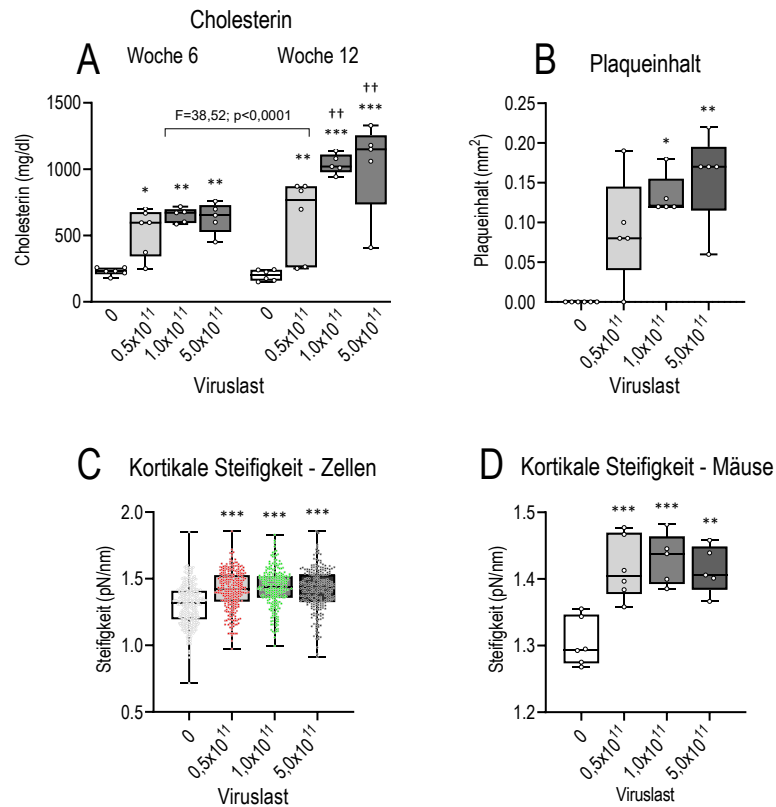 Cholesterin
A
Woche 6
Woche 12
F=38,52; p<0,0001
*
**
**
**
***
††
***
††
Cholesterin (mg/dl)
1500
1000
500
0
0
0.5x10¹¹
1,0x10¹¹
5.0x10¹¹
0
0.5x10¹¹
1,0x10¹¹
5.0x10¹¹
Viruslast
B
Plaqueinhalt
*
**
Plaqueinhalt (mm²)
0.25
0.20
0.15
0.10
0.05
0.00
0
0,5x10¹¹
1,0x10¹¹
5,0x10¹¹
Viruslast
C
Kortikale Steifigkeit - Zellen
***
***
***
Steifigkeit (pN/nm)
2.0
1.5
1.0
0.5
0
0,5x10¹¹
1,0x10¹¹
5,0x10¹¹
Viruslast
D
Kortikale Steifigkeit - Mäuse
***
***
**
Steifigkeit (pN/nm)
1.5
1.4
1.3
1.2
0
0,5x10¹¹
1,0x10¹¹
5,0x10¹¹
Viruslast